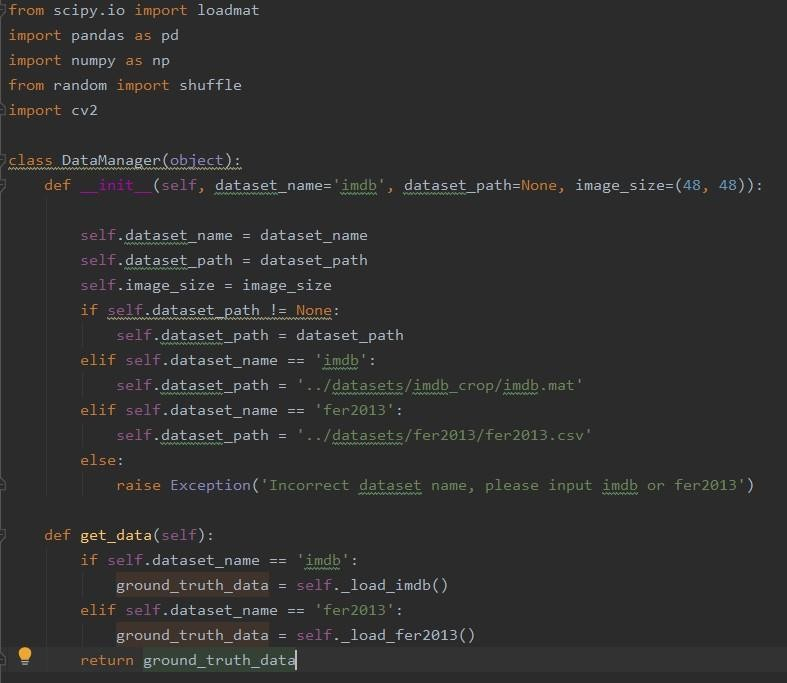 from scipy.io import loadmat
import pandas as pd
import numpy as np
from random import shuffle
import cv2
class DataManager(object):
def __init__(self, dataset_name='imdb', dataset_path=None, image_size=(48, 48)):
self.dataset_name = dataset_name
self.dataset_path = dataset_path
self.image_size = image_size
if self.dataset_path != None:
self.dataset_path = dataset_path
elif self.dataset_name == 'imdb':
self.dataset_path = '../datasets/imdb_crop/imdb.mat'
elif self.dataset_name == 'fer2013':
self.dataset_path = '../datasets/fer2013/fer2013.csv'
else:
raise Exception('Incorrect dataset name, please input imdb or fer2013')
def get_data(self):
if self.dataset_name == 'imdb':
ground_truth_data = self._load_imdb()
elif self.dataset_name == 'fer2013':
ground_truth_data = self._load_fer2013()
return ground_truth_data